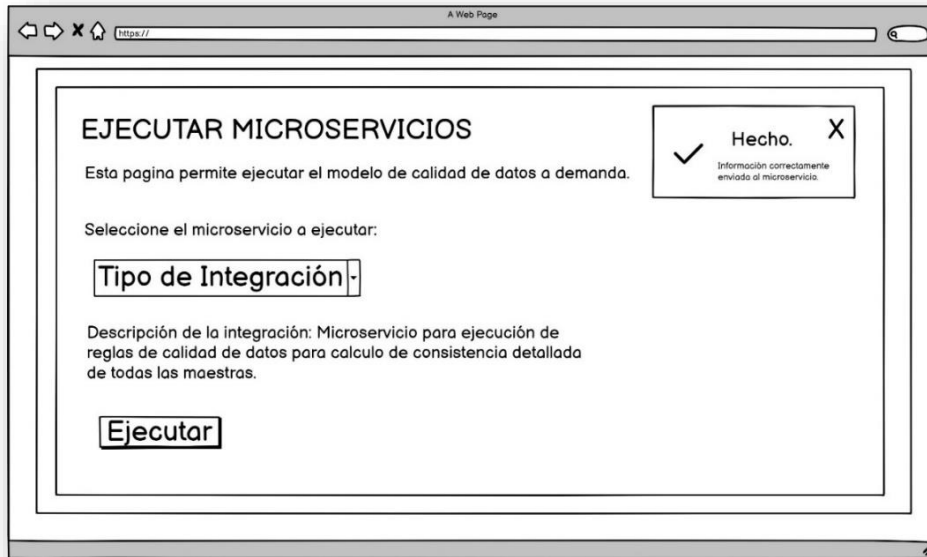 A Web Page
https://
EJECUTAR MICROSERVICIOS
Esta pagina permite ejecutar el modelo de calidad de datos a demanda.
Hecho.
X
Información correctamente
enviada al microservicio.
Seleccione el microservicio a ejecutar:
Tipo de Integración
Descripción de la integración: Microservicio para ejecución de
reglas de calidad de datos para calculo de consistencia detallada
de todas las maestras.
Ejecutar